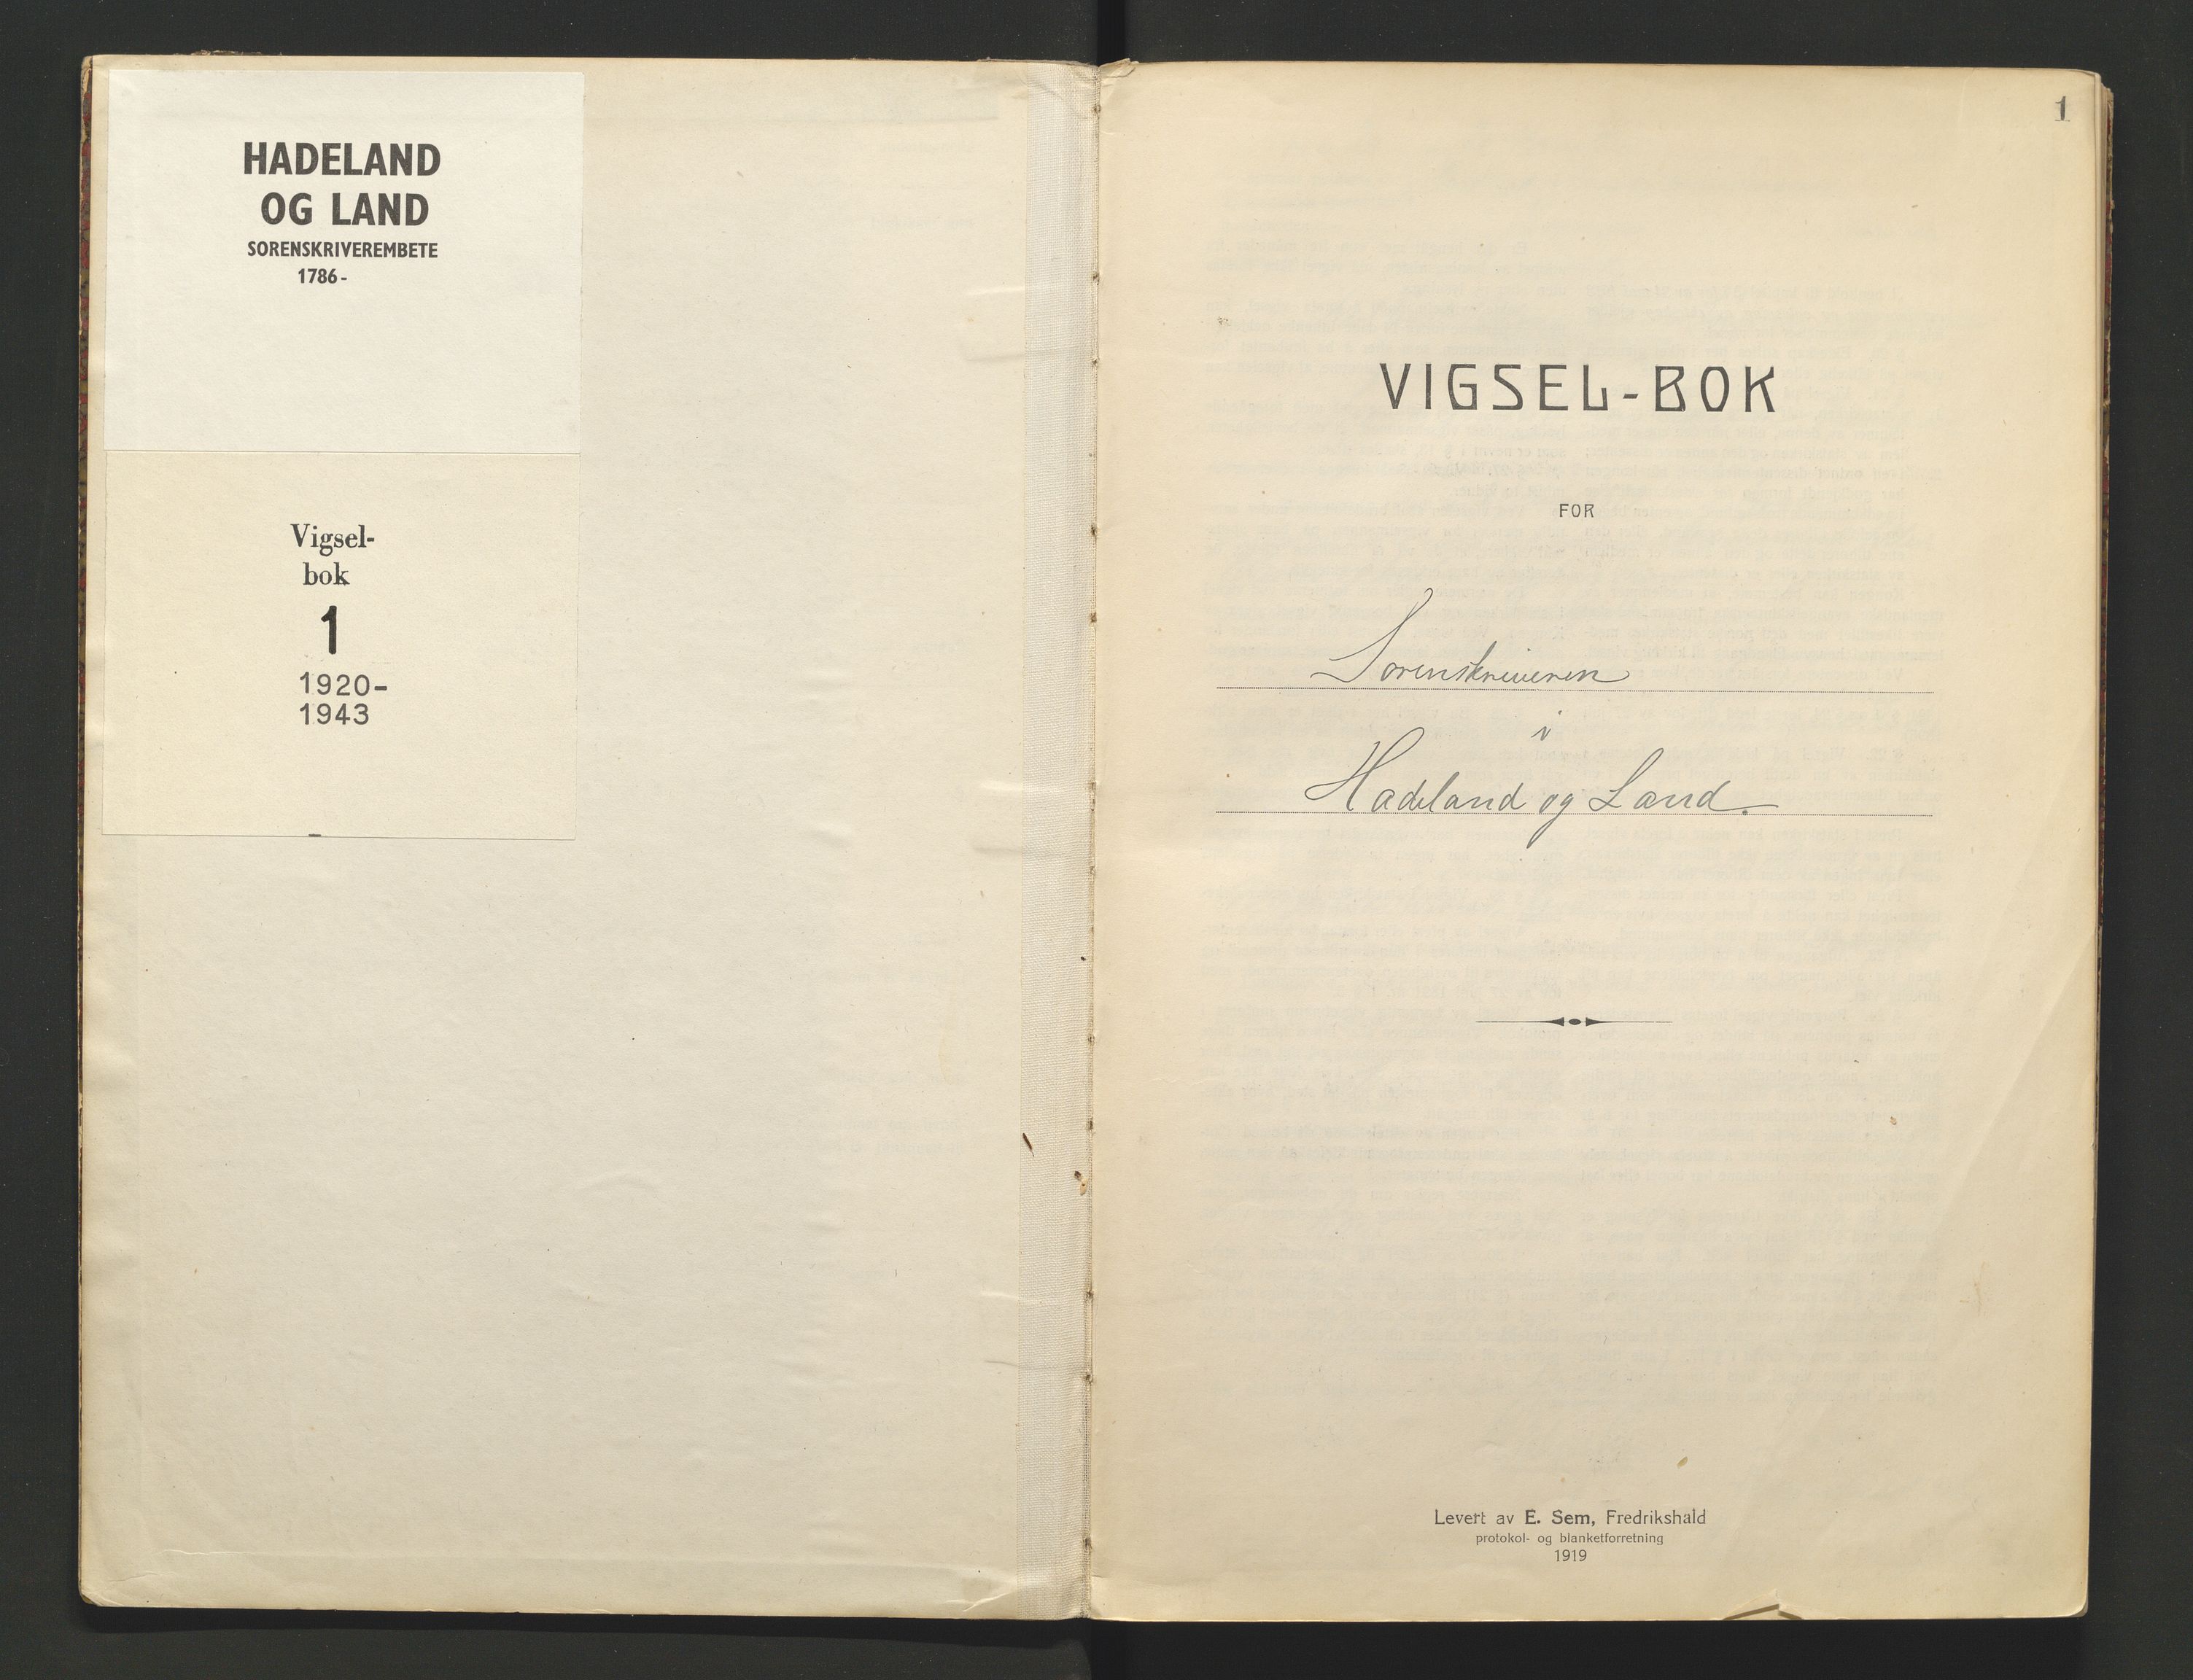 HADELAND
OG LAND
SORENSKRIVEREMBETE
1786-
Vigsel-
bok
1
1920-
1943
1
VIGSEL-BOK
FOR
Sorenskriveren
i
Hadeland og Land.
Levert av E. Sem, Fredrikshald
protokol- og blanketforretning
1919